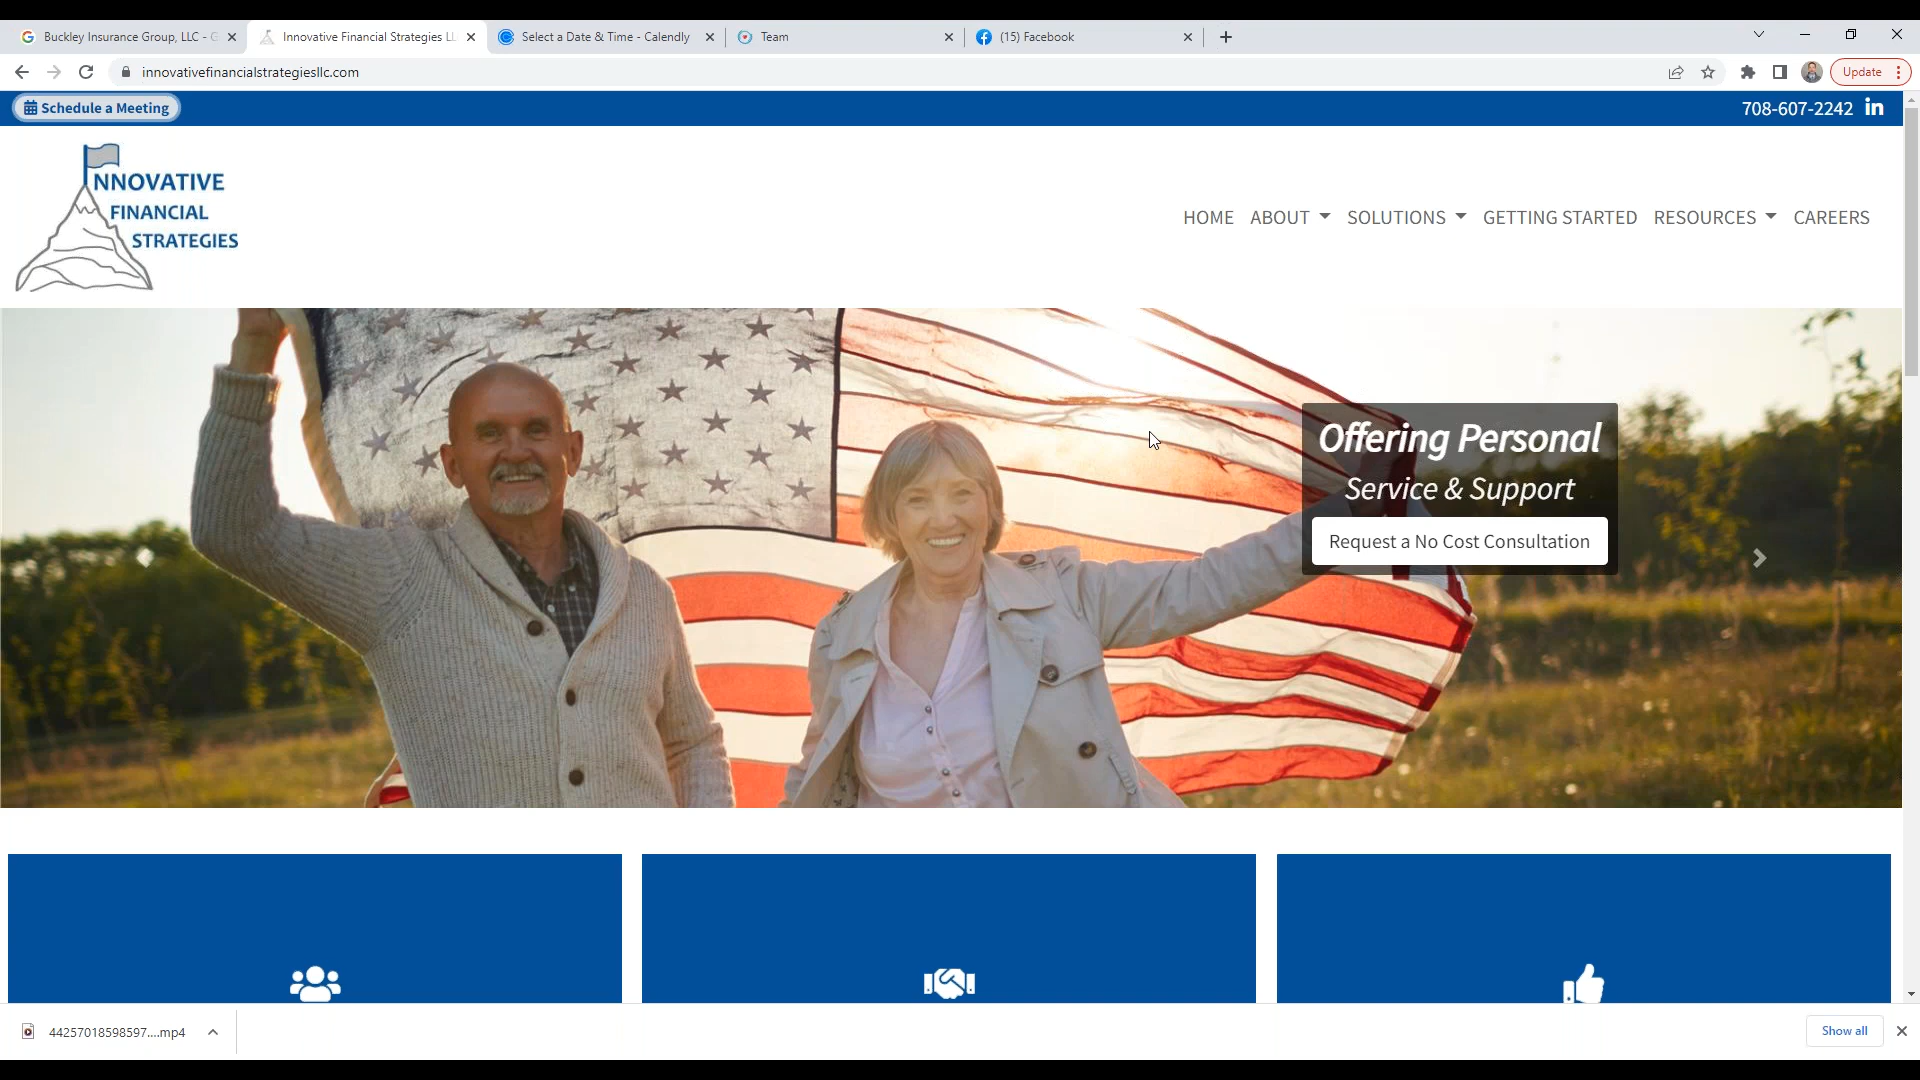 Buckley Insurance Group, LLC - G
Innovative Financial Strategies LL
Select a Date & Time - Calendly
Team
(15) Facebook
innovativefinancialstrategiesllc.com
Update
Schedule a Meeting
708-607-2242 in
NNOVATIVE
FINANCIAL
STRATEGIES
HOME ABOUT SOLUTIONS GETTING STARTED RESOURCES CAREERS
Offering Personal
Service & Support
Request a No Cost Consultation
44257018598597....mp4
Show all